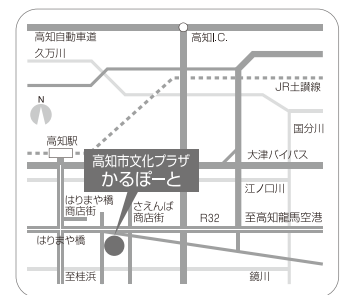 高知自動車道
高知I.C.
久万川
JR土讃線
N
国分川
高知駅
高知市文化プラザ
かるぽーと
大津バイパス
はりまや橋
商店街
さえんば
商店街
江ノ口川
R32
至高知龍馬空港
はりまや橋
至桂浜
鏡川